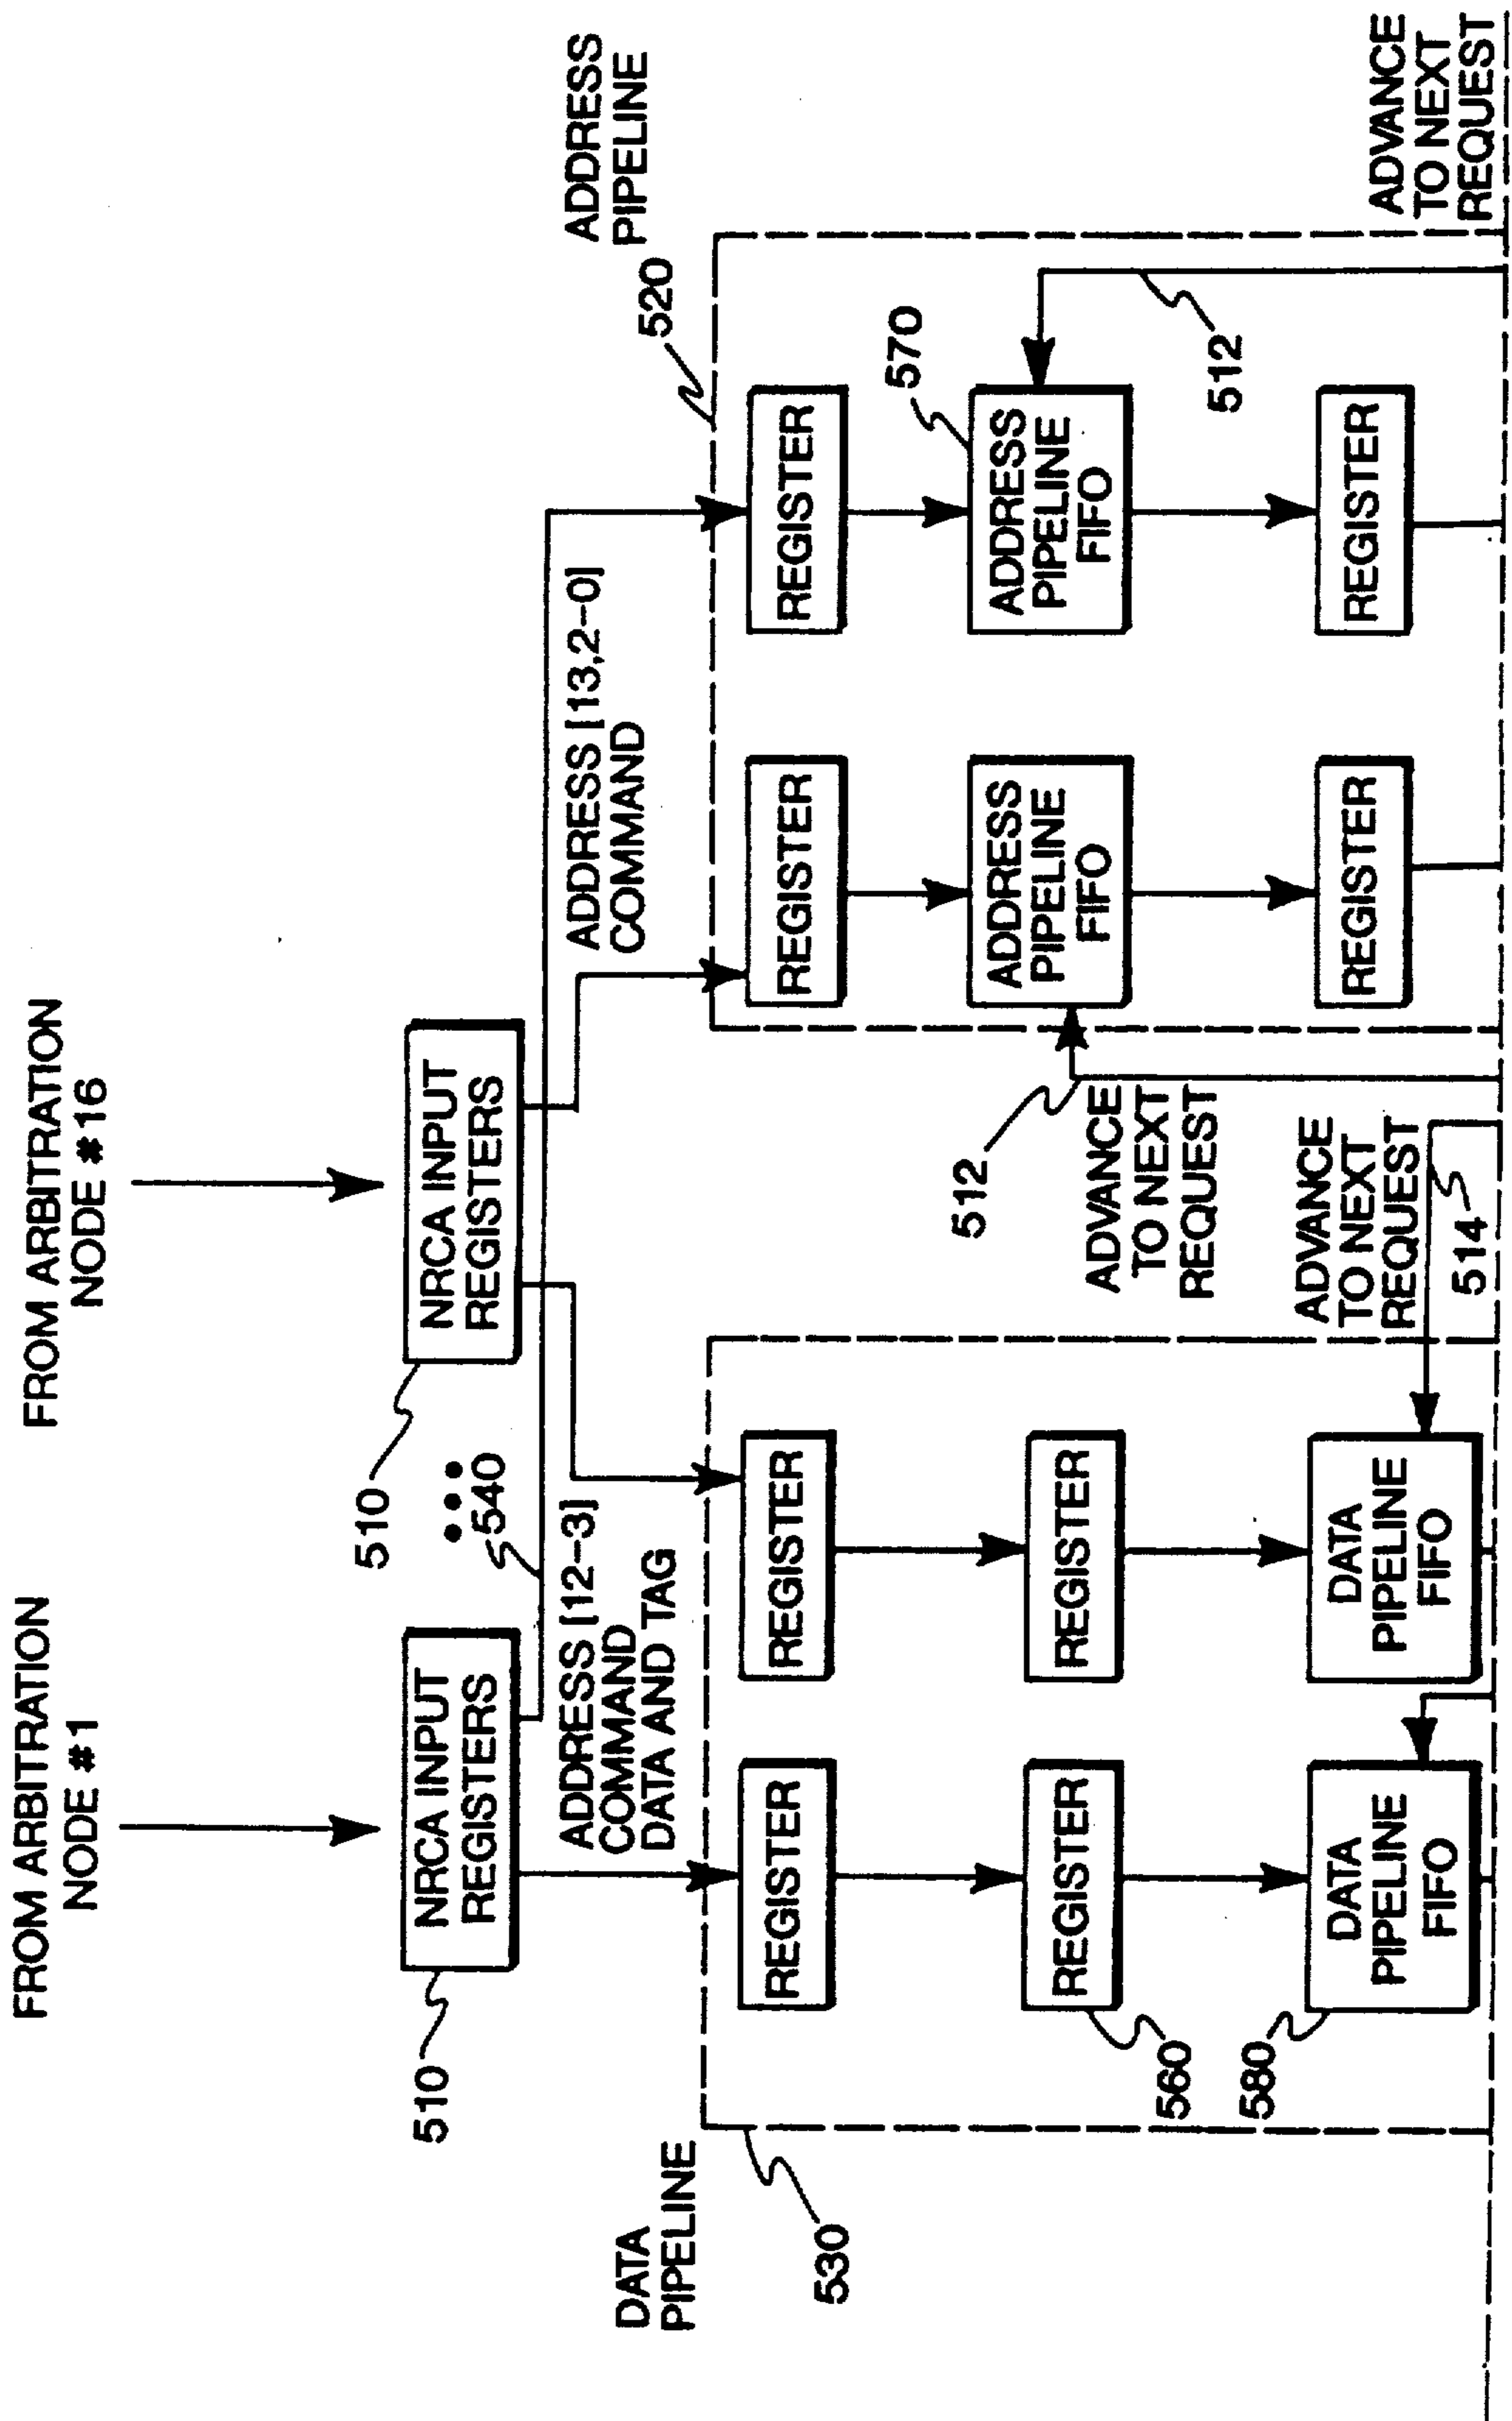 FROM ARBITRATION
NODE #1
FROM ARBITRATION
NODE #16
510
NRCA INPUT
REGISTERS
510
NRCA INPUT
REGISTERS
540
ADDRESS [12-3]
COMMAND
DATA AND TAG
ADDRESS [13,2-0]
COMMAND
DATA
PIPELINE
530
520
ADDRESS
PIPELINE
REGISTER
REGISTER
REGISTER
REGISTER
560
REGISTER
REGISTER
512
ADDRESS
PIPELINE
FIFO
570
ADDRESS
PIPELINE
FIFO
512
ADVANCE
TO NEXT
REQUEST
580
DATA
PIPELINE
FIFO
DATA
PIPELINE
FIFO
ADVANCE
TO NEXT
REQUEST
514
REGISTER
REGISTER
ADVANCE
TO NEXT
REQUEST